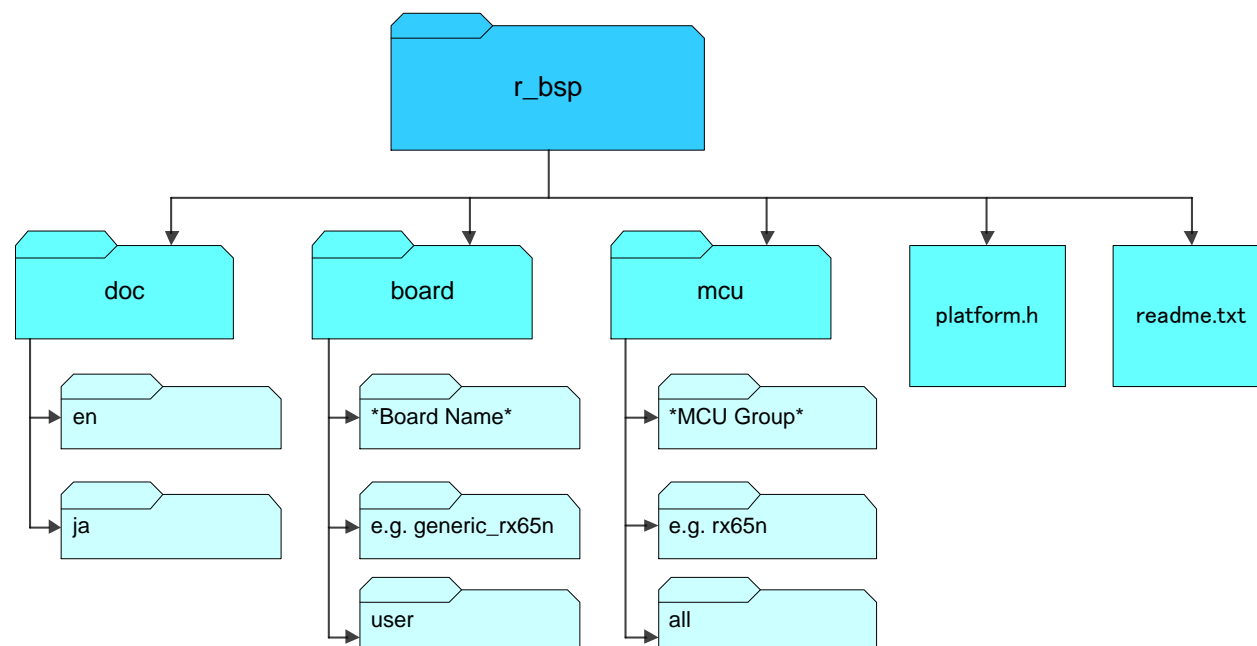 r_bsp
doc
board
mcu
platform.h
readme.txt
en
*Board Name*
*MCU Group*
ja
e.g. generic_rx65n
e.g. rx65n
user
all